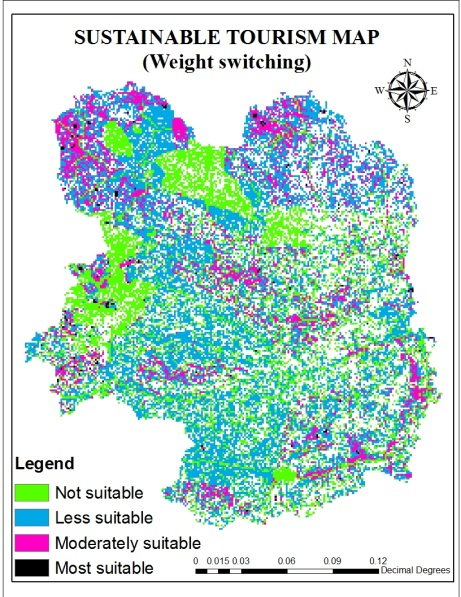 SUSTAINABLE TOURISM MAP
(Weight switching)
N
W E
S
Legend
Not suitable
Less suitable
Moderately suitable
Most suitable
0 0.015 0.03 0.06 0.09 0.12
Decimal Degrees